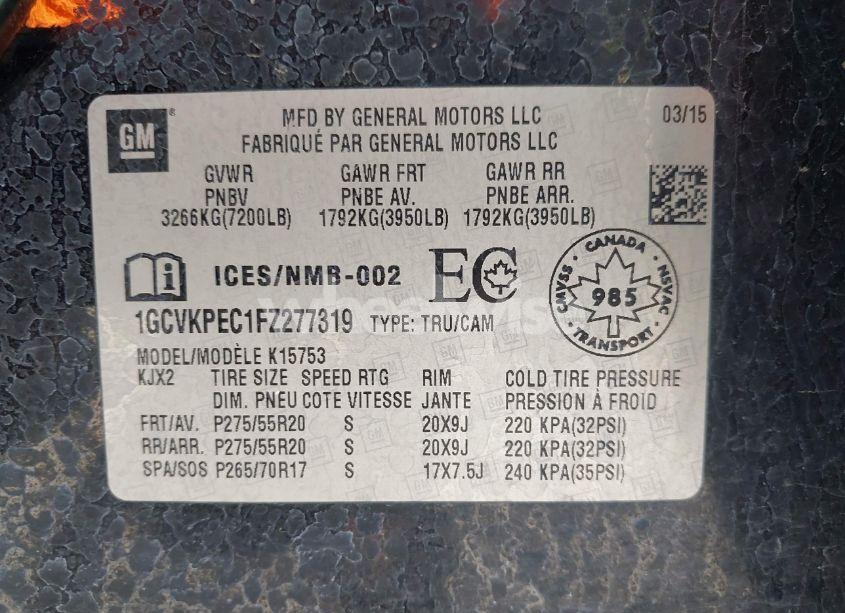 GM
MFD BY GENERAL MOTORS LLC 03/15
FABRIQUÉ PAR GENERAL MOTORS LLC
GVWR GAWR FRT GAWR RR
PNBV PNBE AV. PNBE ARR.
3266KG(7200LB) 1792KG(3950LB) 1792KG(3950LB)
i ICES/NMB-002 EC
CANADA
CMVSS 985 NSVAC
TRANSPORT
1GCVKPEC1FZ277319 TYPE: TRU/CAM
MODEL/MODÈLE K15753
KJX2 TIRE SIZE SPEED RTG RIM COLD TIRE PRESSURE
DIM. PNEU COTE VITESSE JANTE PRESSION À FROID
FRT/AV. P275/55R20 S 20X9J 220 KPA(32PSI)
RR/ARR. P275/55R20 S 20X9J 220 KPA(32PSI)
SPA/SOS P265/70R17 S 17X7.5J 240 KPA(35PSI)